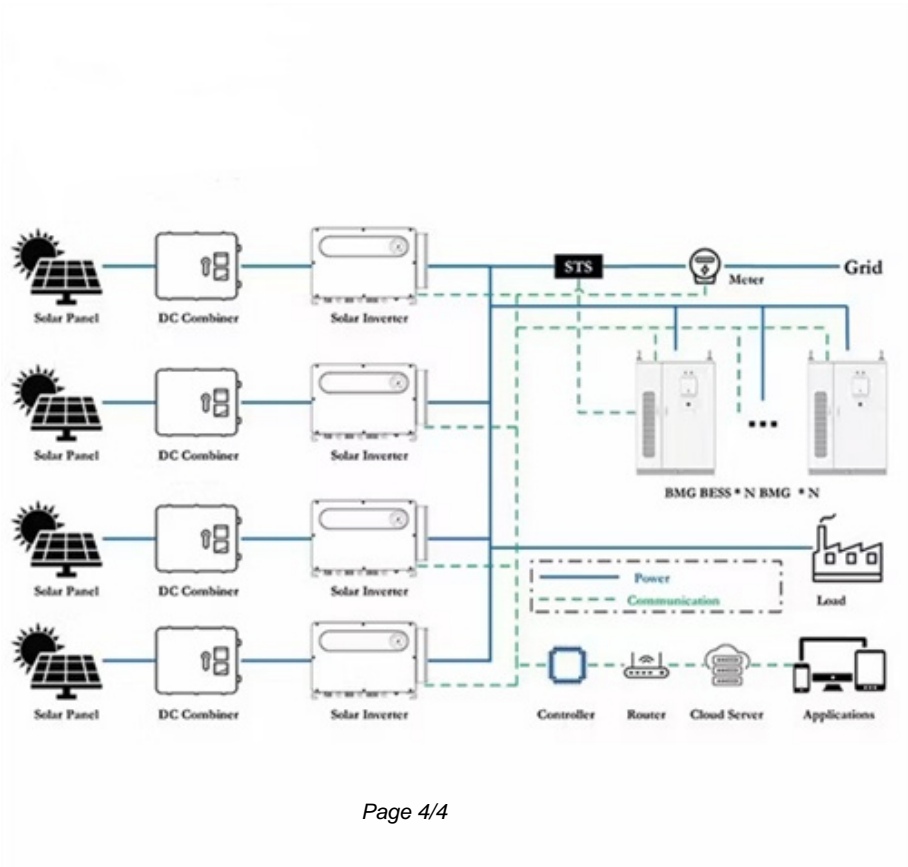 STS
Grid
Meter
Solar Panel DC Combiner Solar Inverter
Solar Panel DC Combiner Solar Inverter
BMG BESS * N BMG * N
Solar Panel DC Combiner Solar Inverter
Power
Communication
Load
Solar Panel DC Combiner Solar Inverter
Controller Router Cloud Server Applications
Page 4/4